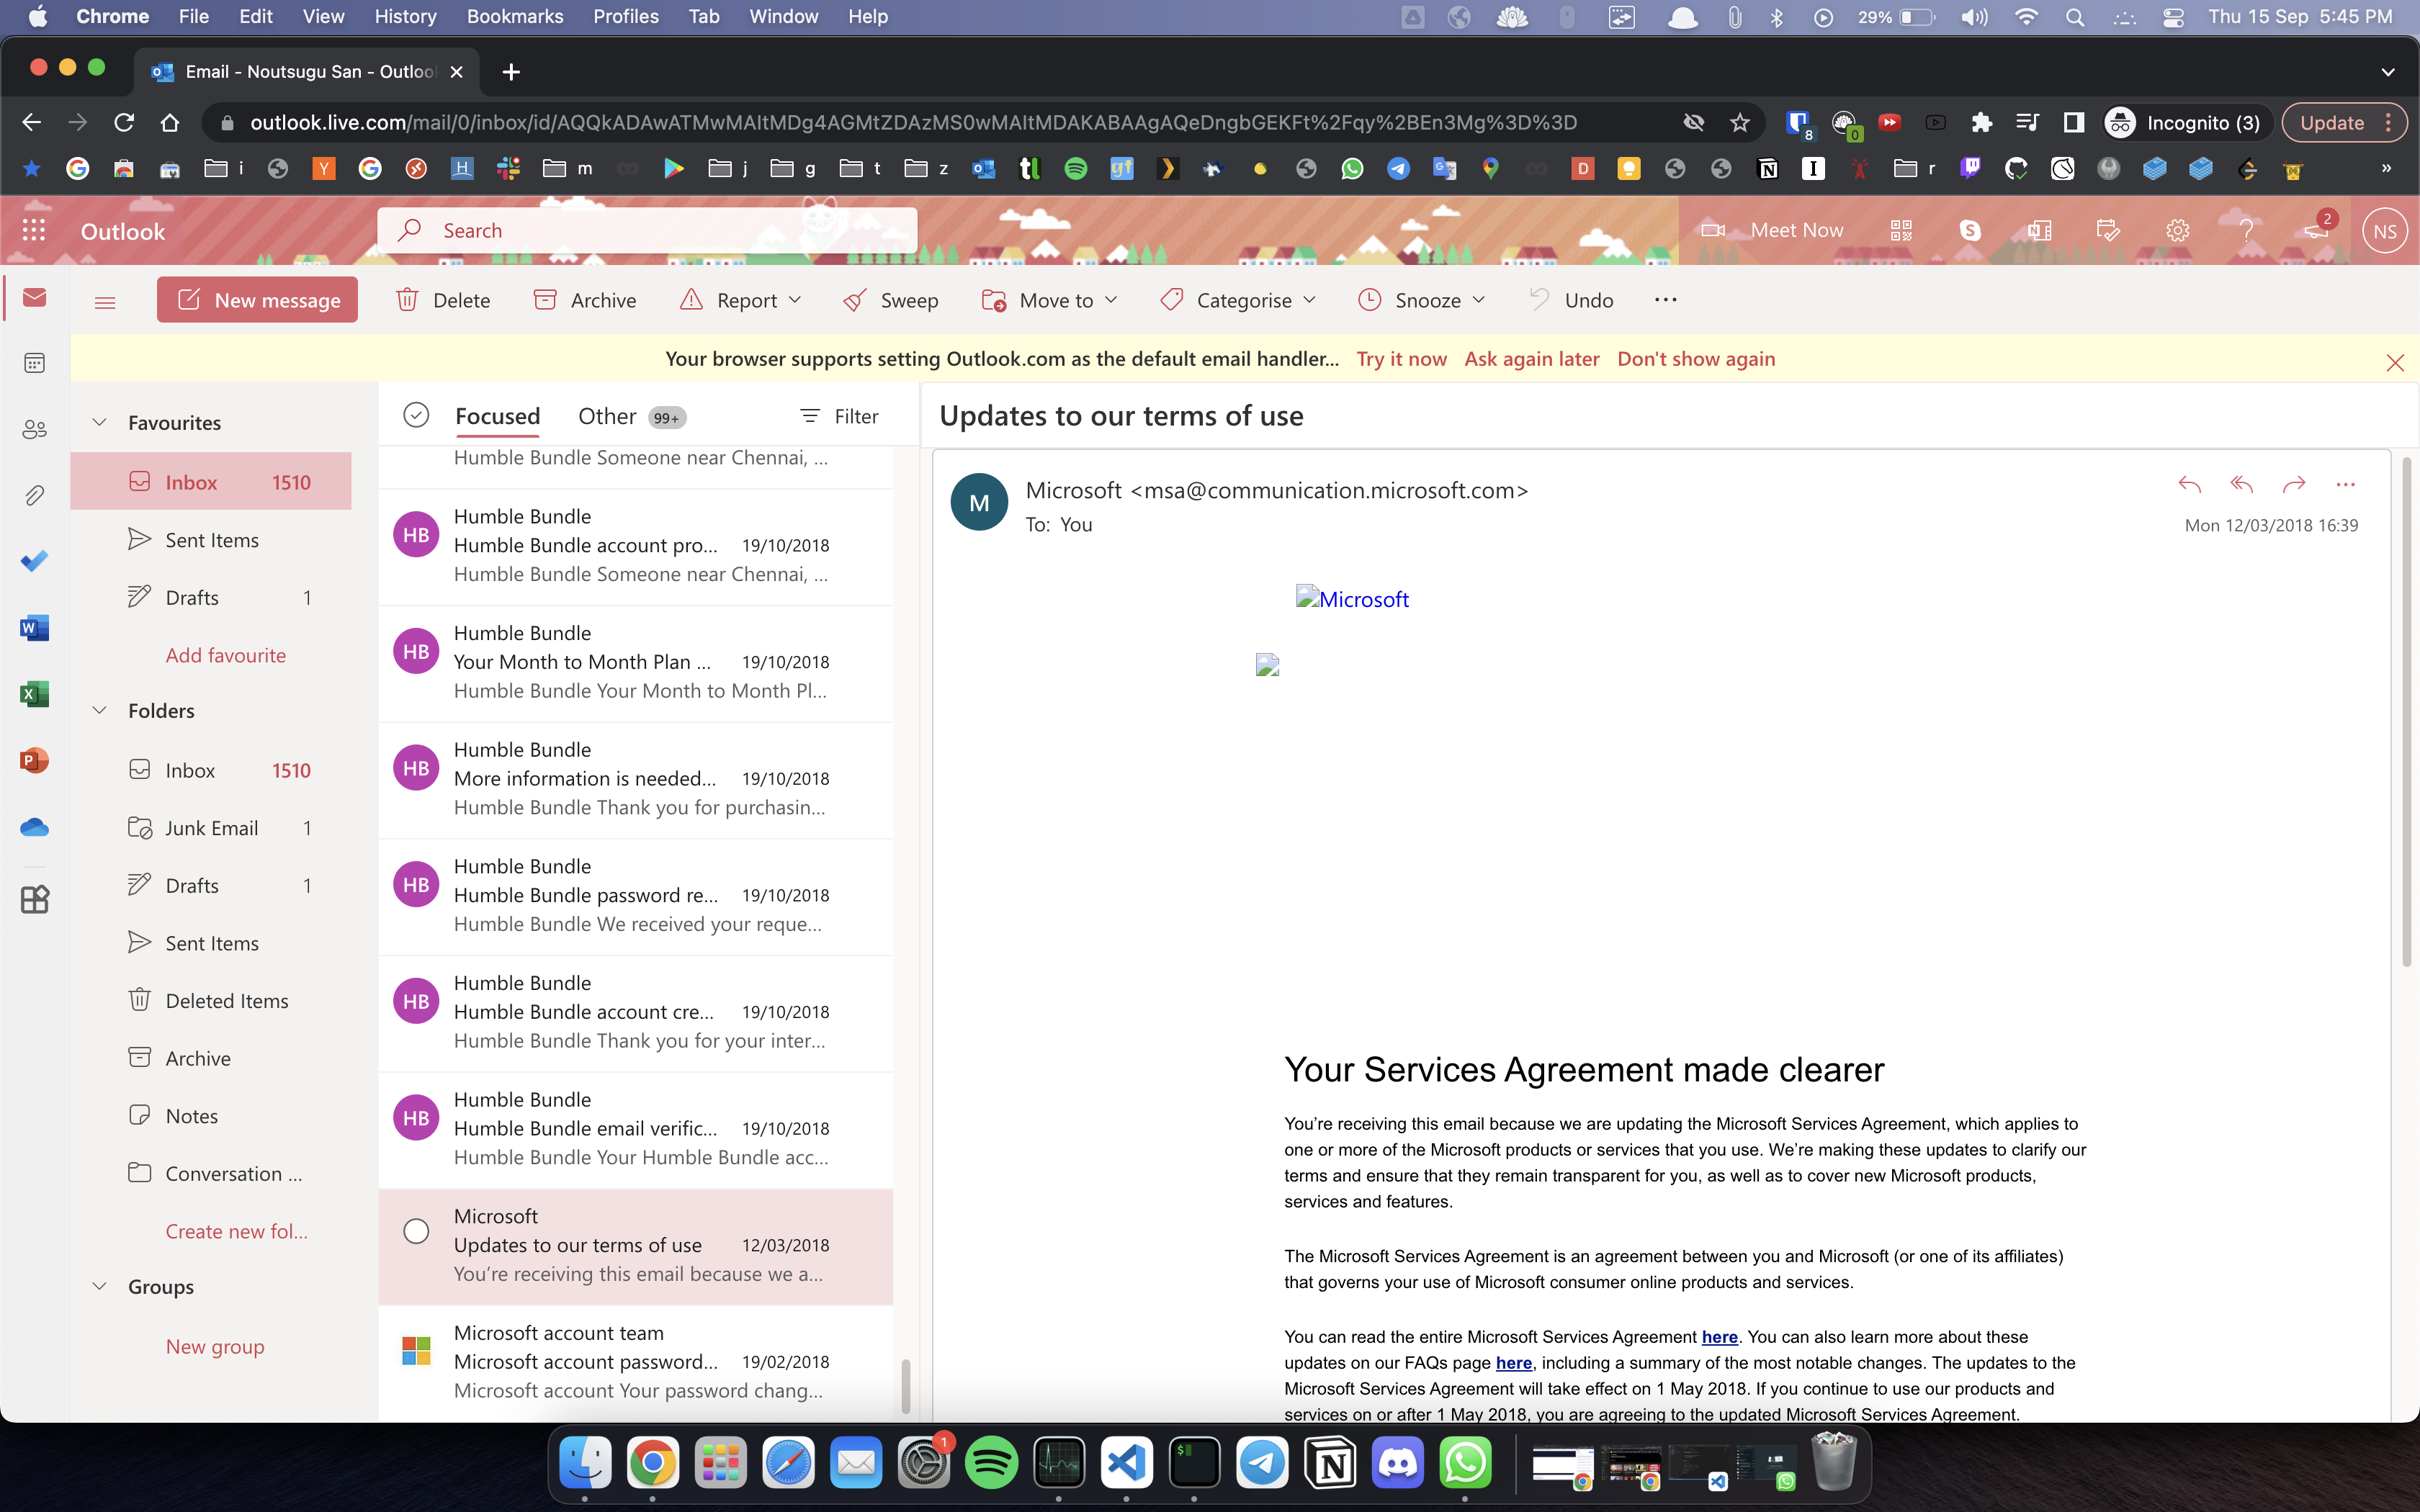 Chrome File Edit View History Bookmarks Profiles Tab Window Help 29% Thu 15 Sep 5:45 PM
Email - Noutsugu San - Outloo
outlook.live.com/mail/0/inbox/id/AQQkADAwATMwMAItMDg4AGMtZDAzMS0wMAItMDAKABAAgAQeDngbGEKFt%2Fqy%2BEn3Mg%3D%3D 8 0 Incognito (3) Update
i m j g t z r
Outlook Search Meet Now 2 NS
New message Delete Archive Report Sweep Move to Categorise Snooze Undo
Your browser supports setting Outlook.com as the default email handler... Try it now Ask again later Don't show again
Favourites
Inbox 1510
Sent Items
Drafts 1
Add favourite
Folders
Inbox 1510
Junk Email 1
Drafts 1
Sent Items
Deleted Items
Archive
Notes
Conversation ...
Create new fol...
Groups
New group
Focused Other 99+ Filter
Humble Bundle Someone near Chennai, ...
HB
Humble Bundle
Humble Bundle account pro... 19/10/2018
Humble Bundle Someone near Chennai, ...
HB
Humble Bundle
Your Month to Month Plan ... 19/10/2018
Humble Bundle Your Month to Month Pl...
HB
Humble Bundle
More information is needed... 19/10/2018
Humble Bundle Thank you for purchasin...
HB
Humble Bundle
Humble Bundle password re... 19/10/2018
Humble Bundle We received your reque...
HB
Humble Bundle
Humble Bundle account cre... 19/10/2018
Humble Bundle Thank you for your inter...
HB
Humble Bundle
Humble Bundle email verific... 19/10/2018
Humble Bundle Your Humble Bundle acc...
Microsoft
Updates to our terms of use 12/03/2018
You're receiving this email because we a...
Microsoft account team
Microsoft account password... 19/02/2018
Microsoft account Your password chang...
Updates to our terms of use
M
Microsoft <msa@communication.microsoft.com>
To: You
Mon 12/03/2018 16:39
Microsoft
Your Services Agreement made clearer
You're receiving this email because we are updating the Microsoft Services Agreement, which applies to
one or more of the Microsoft products or services that you use. We're making these updates to clarify our
terms and ensure that they remain transparent for you, as well as to cover new Microsoft products,
services and features.
The Microsoft Services Agreement is an agreement between you and Microsoft (or one of its affiliates)
that governs your use of Microsoft consumer online products and services.
You can read the entire Microsoft Services Agreement here. You can also learn more about these
updates on our FAQs page here, including a summary of the most notable changes. The updates to the
Microsoft Services Agreement will take effect on 1 May 2018. If you continue to use our products and
services on or after 1 May 2018, you are agreeing to the updated Microsoft Services Agreement.
1